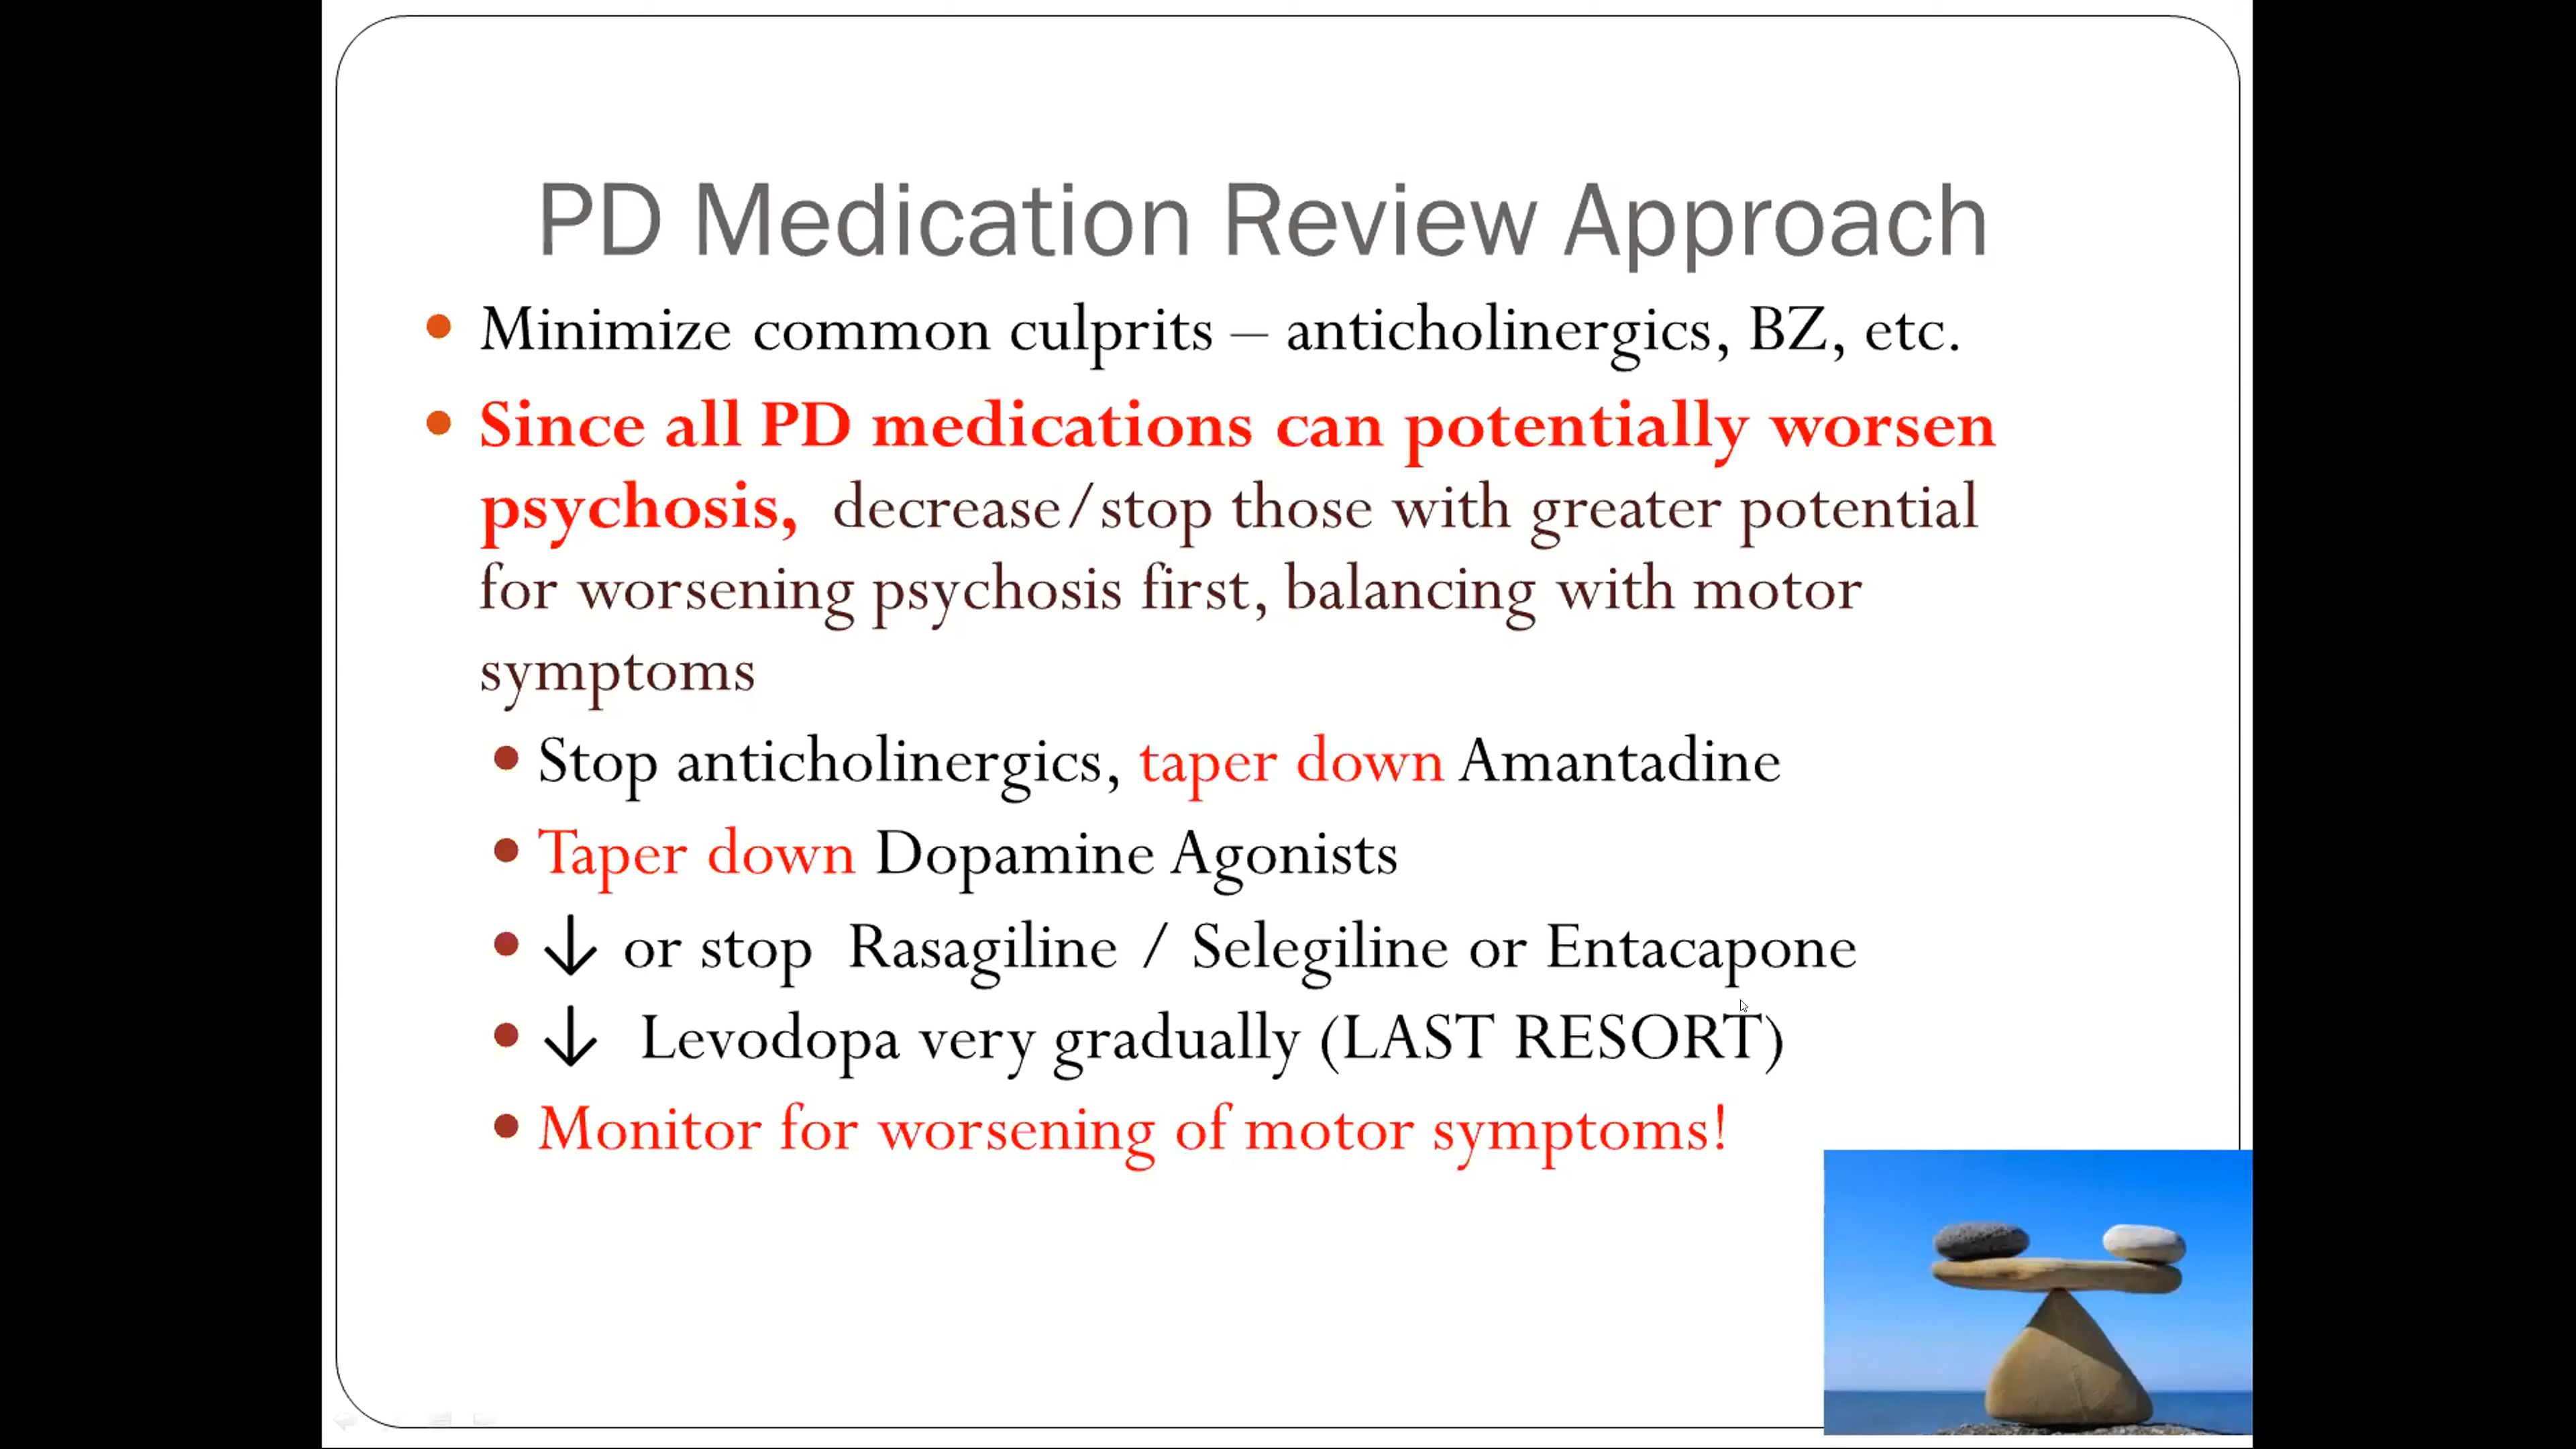 PD Medication Review Approach
• Minimize common culprits – anticholinergics, BZ, etc.
• Since all PD medications can potentially worsen
psychosis, decrease/stop those with greater potential
for worsening psychosis first, balancing with motor
symptoms
• Stop anticholinergics, taper down Amantadine
• Taper down Dopamine Agonists
• ↓ or stop Rasagiline / Selegiline or Entacapone
• ↓ Levodopa very gradually (LAST RESORT)
• Monitor for worsening of motor symptoms!